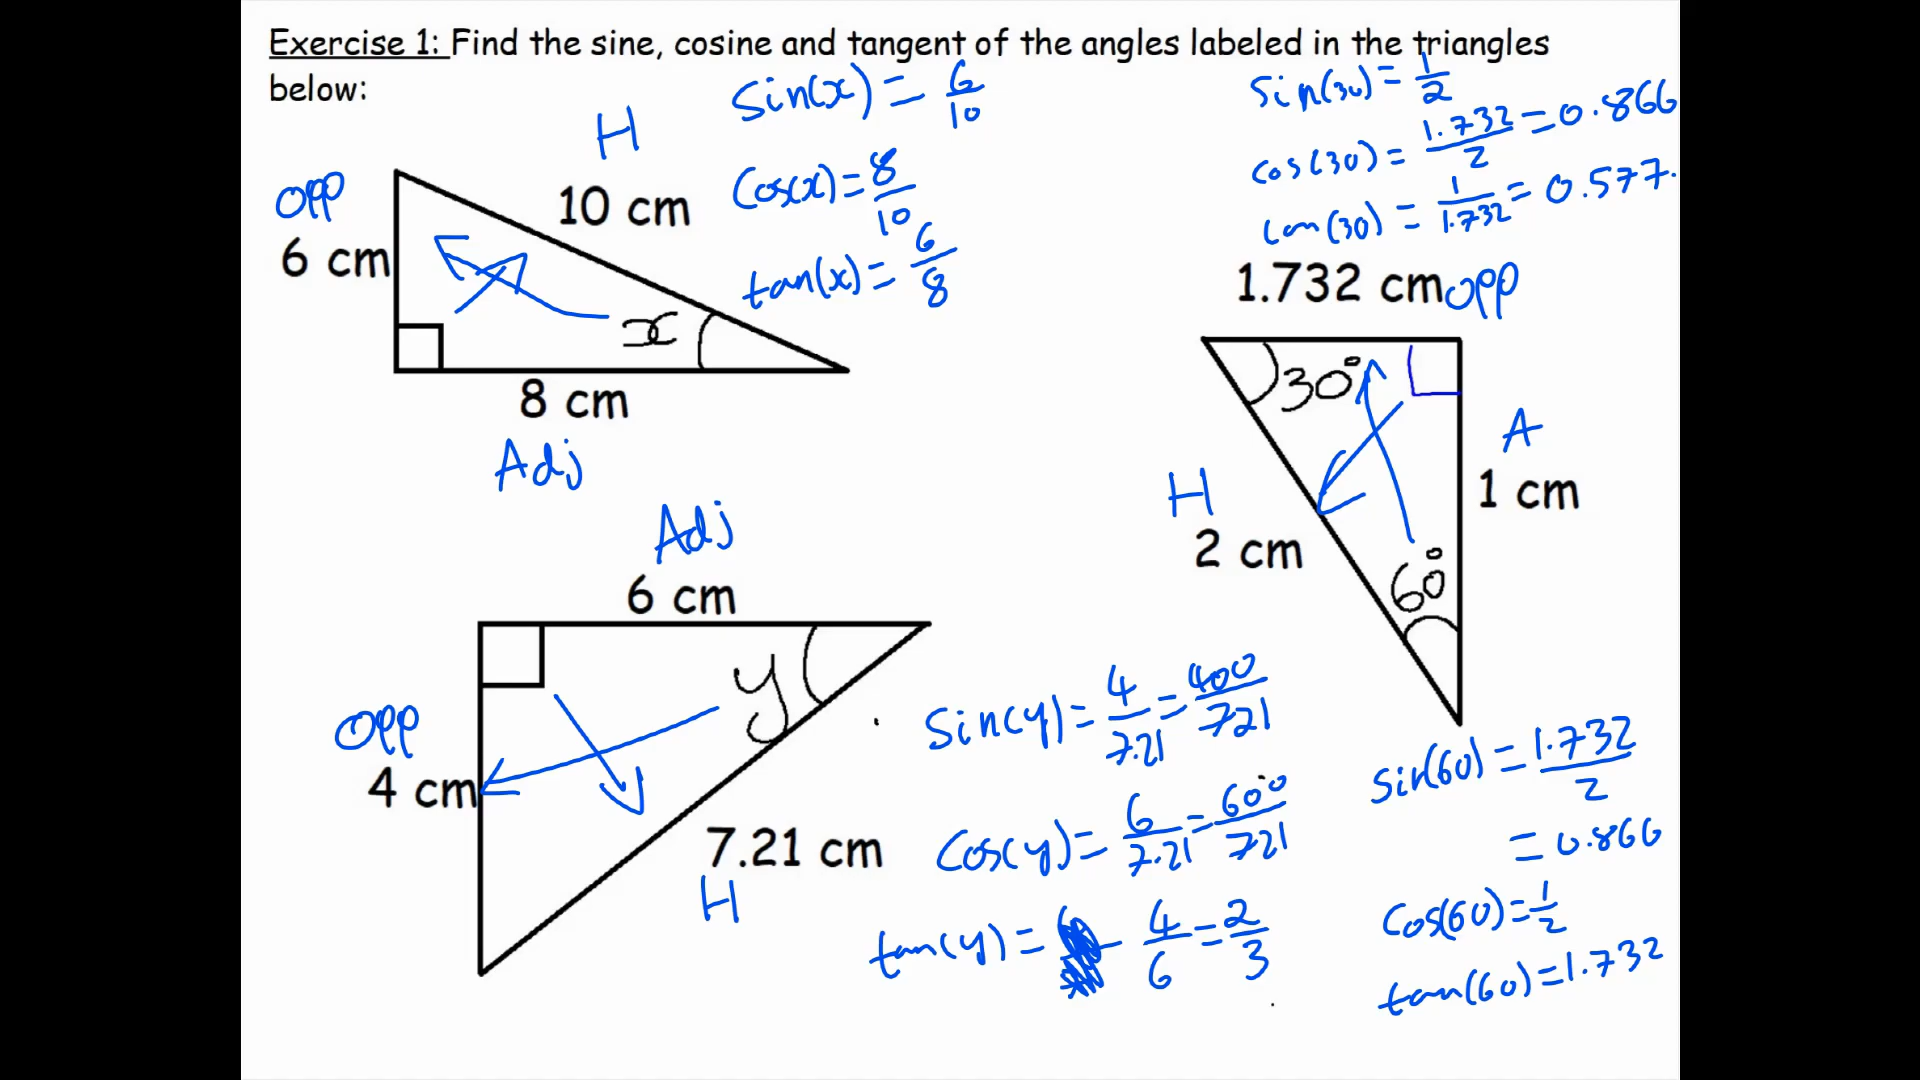 Exercise 1: Find the sine, cosine and tangent of the angles labeled in the triangles
below:
H
Opp
6 cm
10 cm
x
8 cm
Adj
Sin(x) = 6/10
Cos(x) = 8/10
tan(x) = 6/8
Sin(30) = 1/2
cos(30) = 1.732/2 = 0.866
tan(30) = 1/1.732 = 0.577.
1.732 cm opp
30°
A
1 cm
H
2 cm
60°
Adj
6 cm
y
Opp
4 cm
7.21 cm
H
Sin(y) = 4/7.21 = 400/721
Cos(y) = 6/7.21 = 600/721
tan(y) = 4/6 = 2/3
Sin(60) = 1.732/2
= 0.866
Cos(60) = 1/2
tan(60) = 1.732